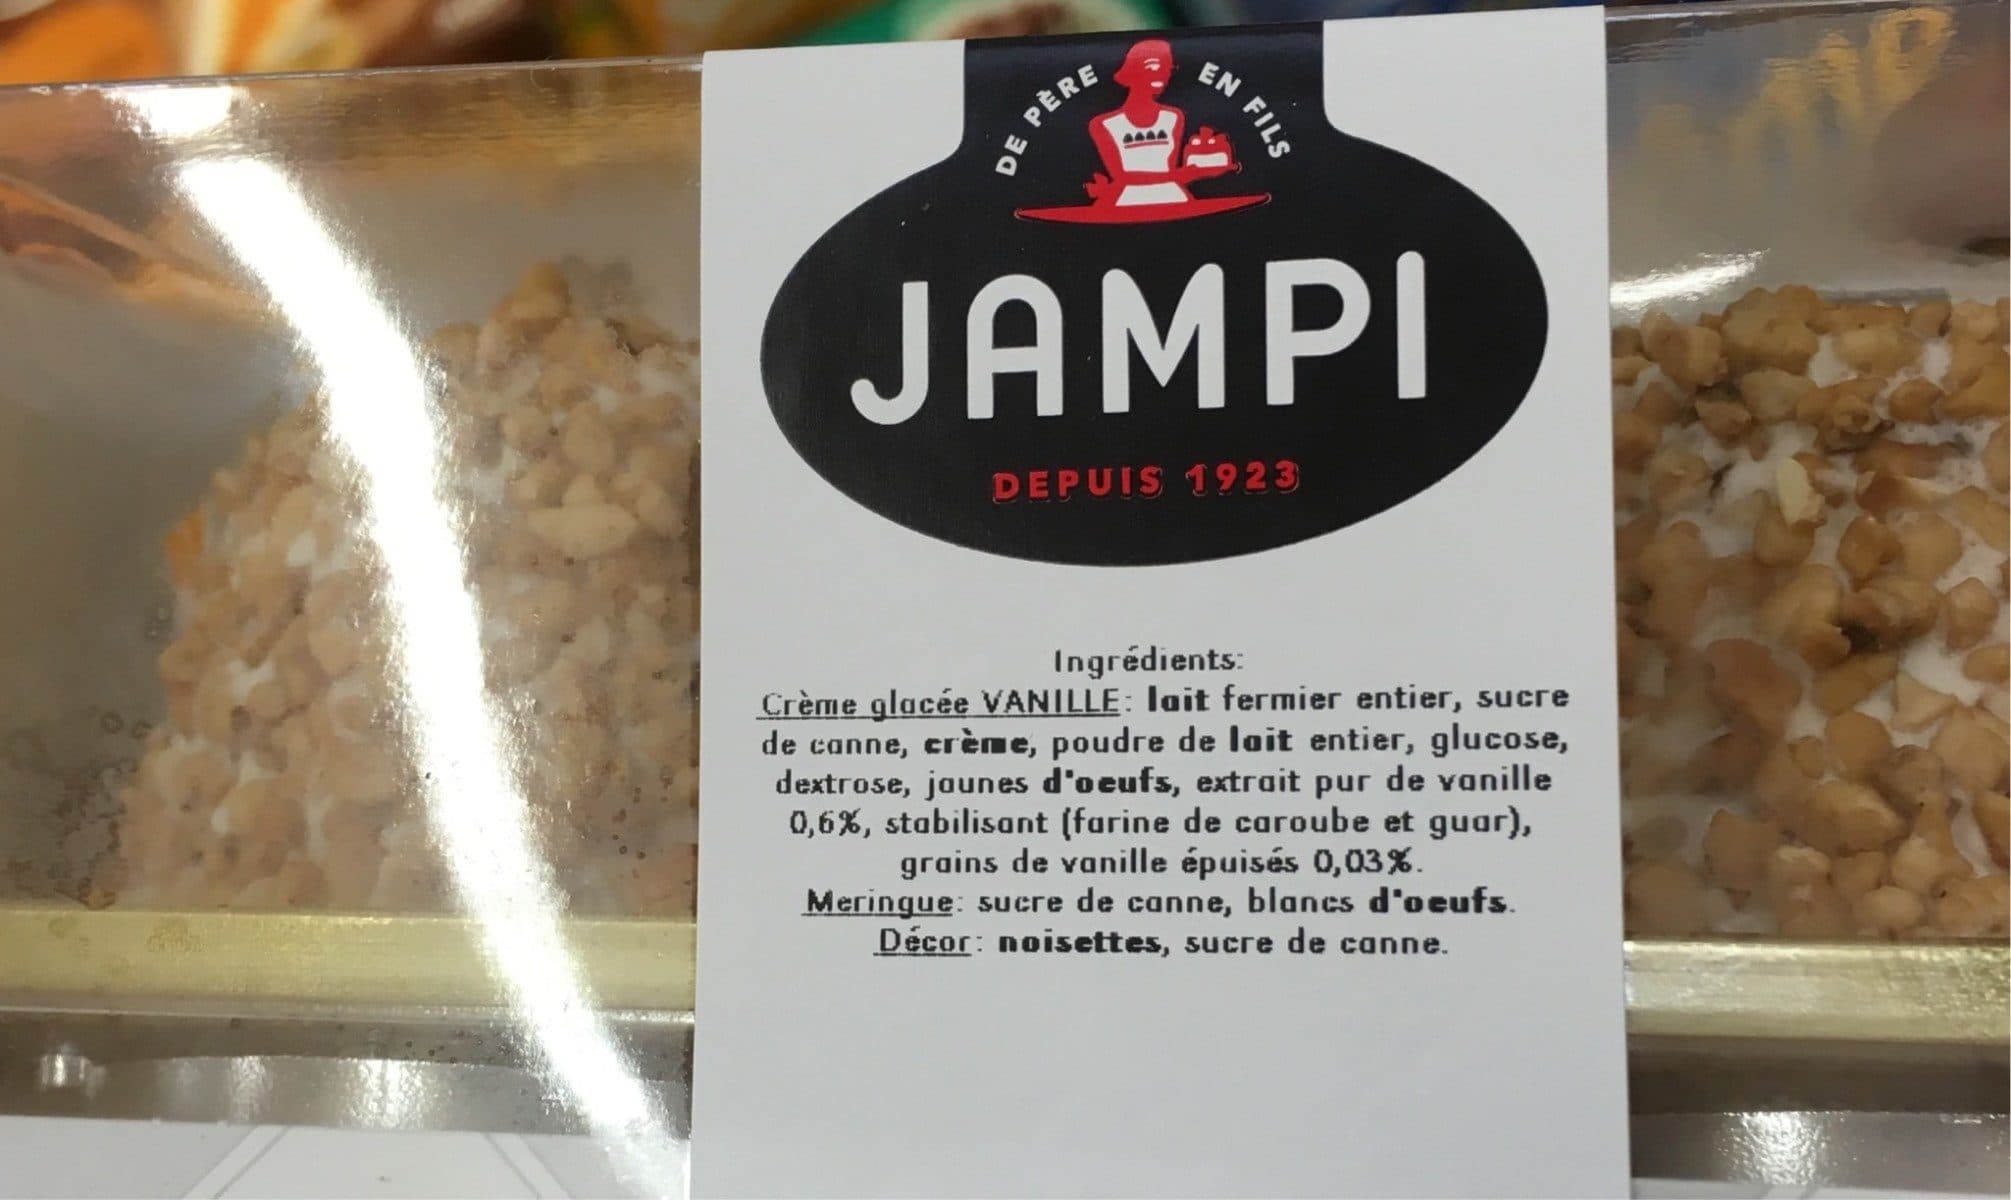 DE PÈRE EN FILS
JAMPI
DEPUIS 1923
Ingrédients:
Crème glacée VANILLE: lait fermier entier, sucre
de canne, crème, poudre de lait entier, glucose,
dextrose, jaunes d'oeufs, extrait pur de vanille
0,6%, stabilisant (farine de caroube et guar),
grains de vanille épuisés 0,03%.
Meringue: sucre de canne, blancs d'oeufs.
Décor: noisettes, sucre de canne.